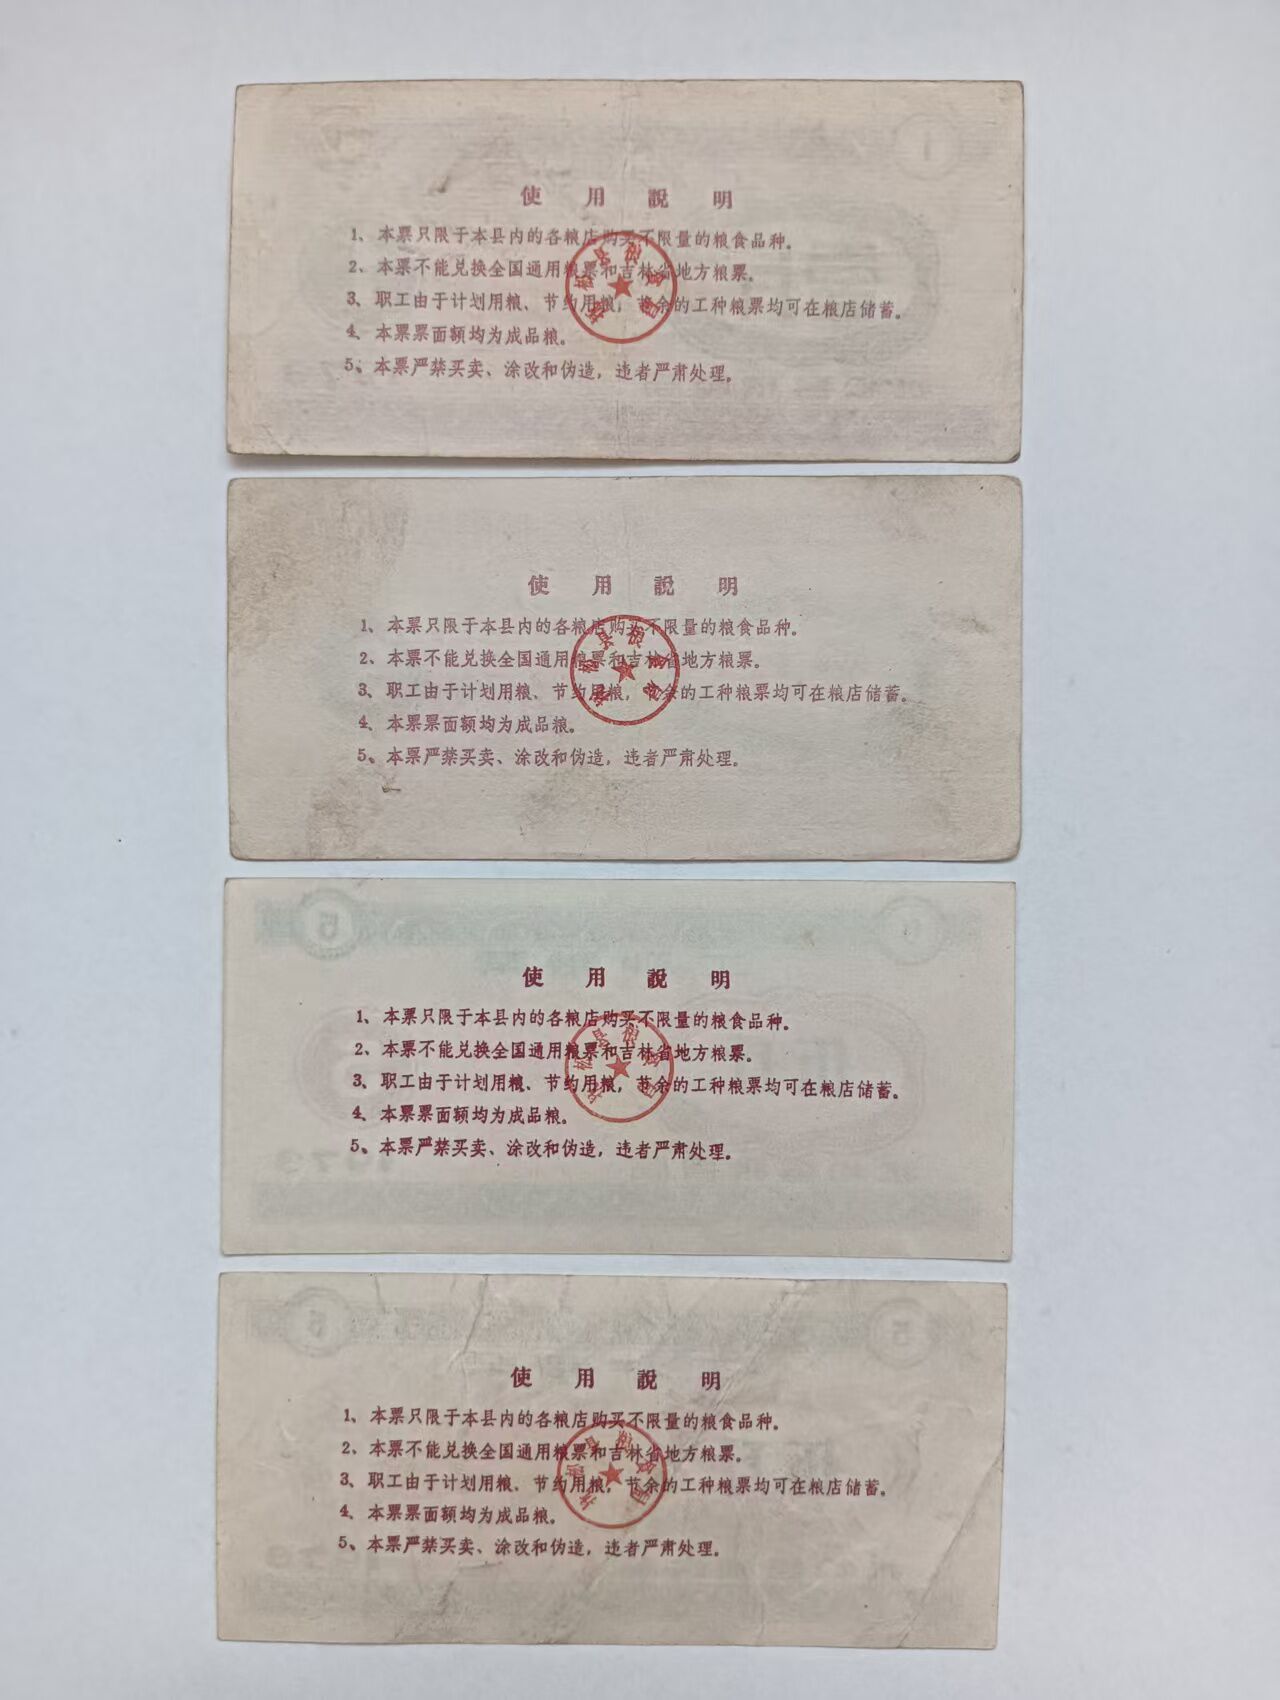 1
使用說明
1、本票只限于本县内的各粮店购买不限量的粮食品种。
2、本票不能兑换全国通用粮票和吉林省地方粮票。
3、职工由于计划用粮、节约用粮，节余的工种粮票均可在粮店储蓄。
4、本票票面额均为成品粮。
5、本票严禁买卖、涂改和伪造，违者严肃处理。
县粮食局
使用說明
1、本票只限于本县内的各粮店购买不限量的粮食品种。
2、本票不能兑换全国通用粮票和吉林省地方粮票。
3、职工由于计划用粮、节约用粮，节余的工种粮票均可在粮店储蓄。
4、本票票面额均为成品粮。
5、本票严禁买卖、涂改和伪造，违者严肃处理。
县粮食局
5
使用說明
1、本票只限于本县内的各粮店购买不限量的粮食品种。
2、本票不能兑换全国通用粮票和吉林省地方粮票。
3、职工由于计划用粮、节约用粮，节余的工种粮票均可在粮店储蓄。
4、本票票面额均为成品粮。
5、本票严禁买卖、涂改和伪造，违者严肃处理。
县粮食局
5 5
使用說明
1、本票只限于本县内的各粮店购买不限量的粮食品种。
2、本票不能兑换全国通用粮票和吉林省地方粮票。
3、职工由于计划用粮、节约用粮，节余的工种粮票均可在粮店储蓄。
4、本票票面额均为成品粮。
5、本票严禁买卖、涂改和伪造，违者严肃处理。
县粮食局